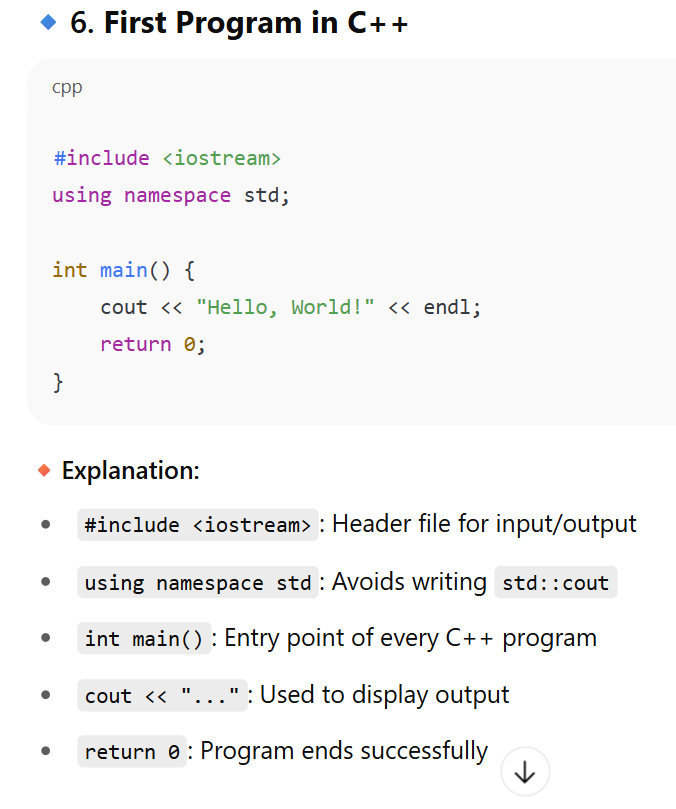 6. First Program in C++
cpp
#include <iostream>
using namespace std;
int main() {
    cout << "Hello, World!" << endl;
    return 0;
}
Explanation:
#include <iostream>: Header file for input/output
using namespace std: Avoids writing std::cout
int main(): Entry point of every C++ program
cout << "...": Used to display output
return 0: Program ends successfully